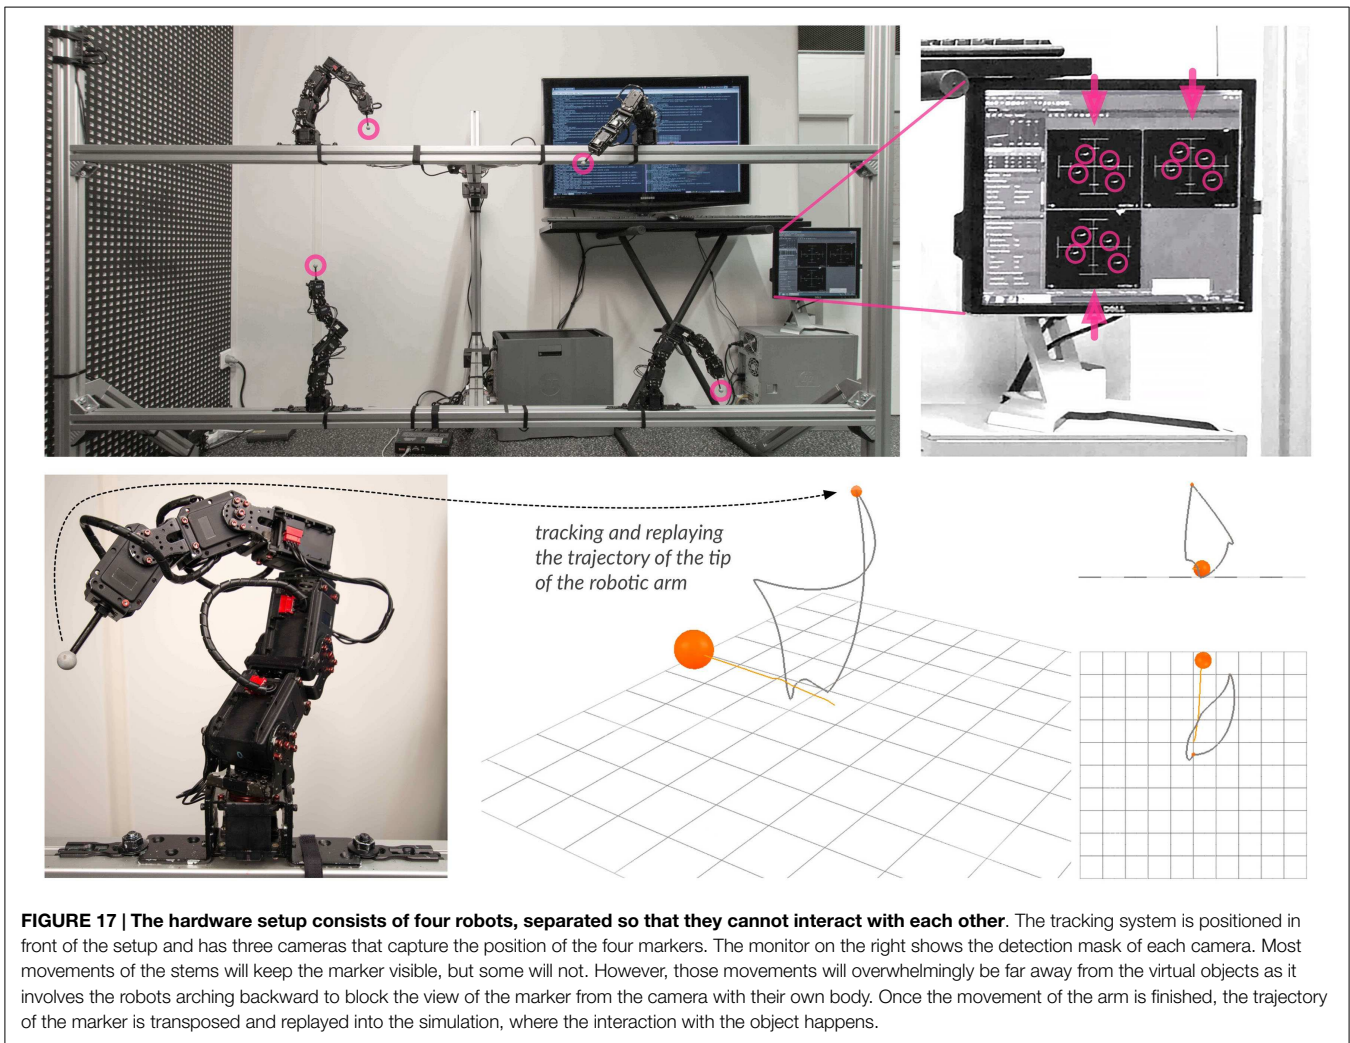 SAMSUNG
DELL
tracking and replaying
the trajectory of the tip
of the robotic arm
FIGURE 17 | The hardware setup consists of four robots, separated so that they cannot interact with each other. The tracking system is positioned in
front of the setup and has three cameras that capture the position of the four markers. The monitor on the right shows the detection mask of each camera. Most
movements of the stems will keep the marker visible, but some will not. However, those movements will overwhelmingly be far away from the virtual objects as it
involves the robots arching backward to block the view of the marker from the camera with their own body. Once the movement of the arm is finished, the trajectory
of the marker is transposed and replayed into the simulation, where the interaction with the object happens.